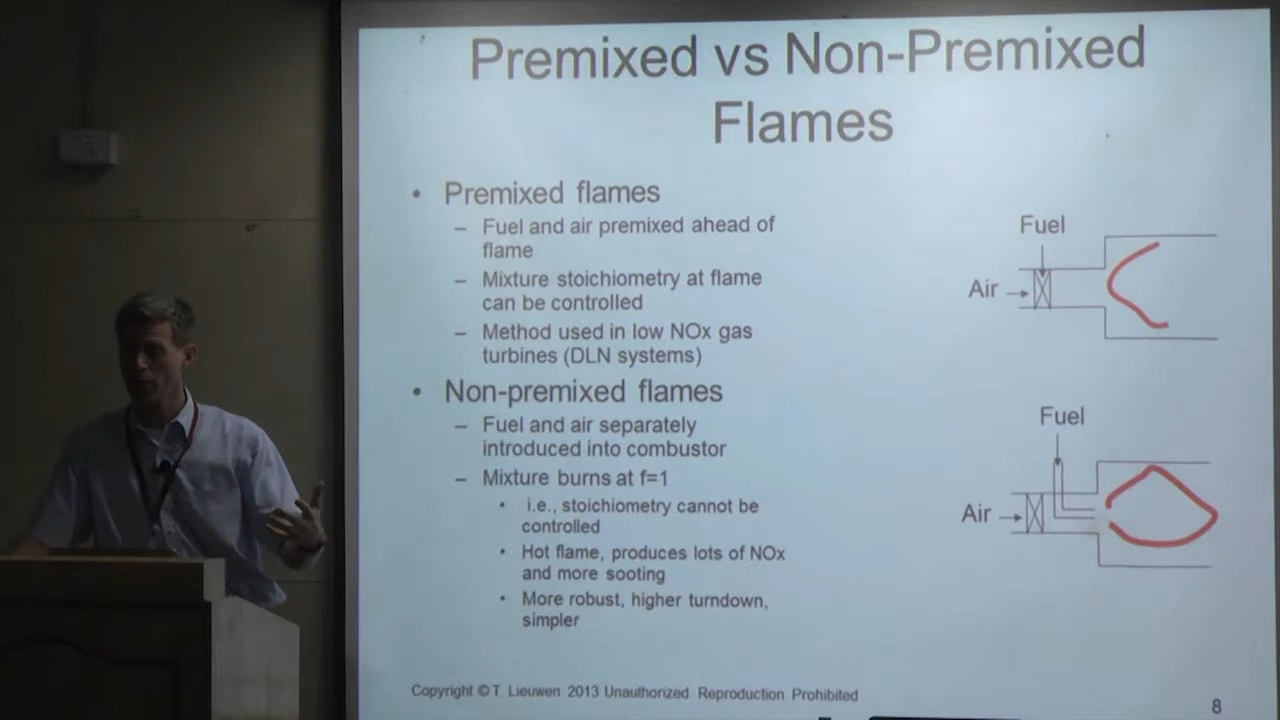 Premixed vs Non-Premixed
Flames
• Premixed flames
– Fuel and air premixed ahead of
flame
– Mixture stoichiometry at flame
can be controlled
– Method used in low NOx gas
turbines (DLN systems)
• Non-premixed flames
– Fuel and air separately
introduced into combustor
– Mixture burns at f=1
• i.e., stoichiometry cannot be
controlled
• Hot flame, produces lots of NOx
and more sooting
• More robust, higher turndown,
simpler
Fuel
Air
Fuel
Air
Copyright © T. Lieuwen 2013 Unauthorized Reproduction Prohibited
8